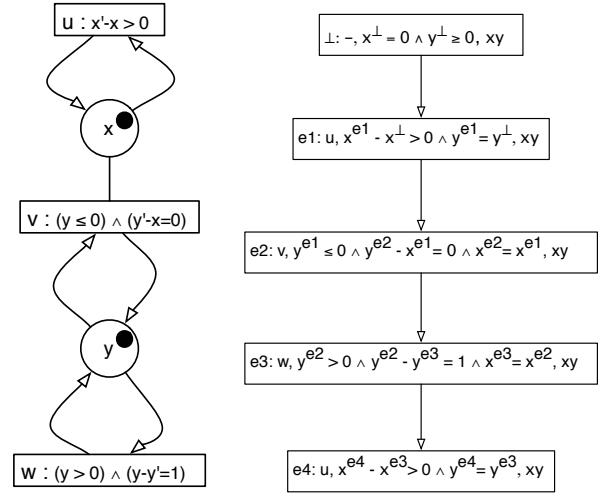 u : x'-x > 0
x
v : (y ≤ 0) ∧ (y'-x=0)
y
w : (y > 0) ∧ (y-y'=1)
⊥: –, x^⊥ = 0 ∧ y^⊥ ≥ 0, xy
e1: u, x^e1 - x^⊥ > 0 ∧ y^e1 = y^⊥, xy
e2: v, y^e1 ≤ 0 ∧ y^e2 - x^e1 = 0 ∧ x^e2 = x^e1, xy
e3: w, y^e2 > 0 ∧ y^e2 - y^e3 = 1 ∧ x^e3 = x^e2, xy
e4: u, x^e4 - x^e3 > 0 ∧ y^e4 = y^e3, xy